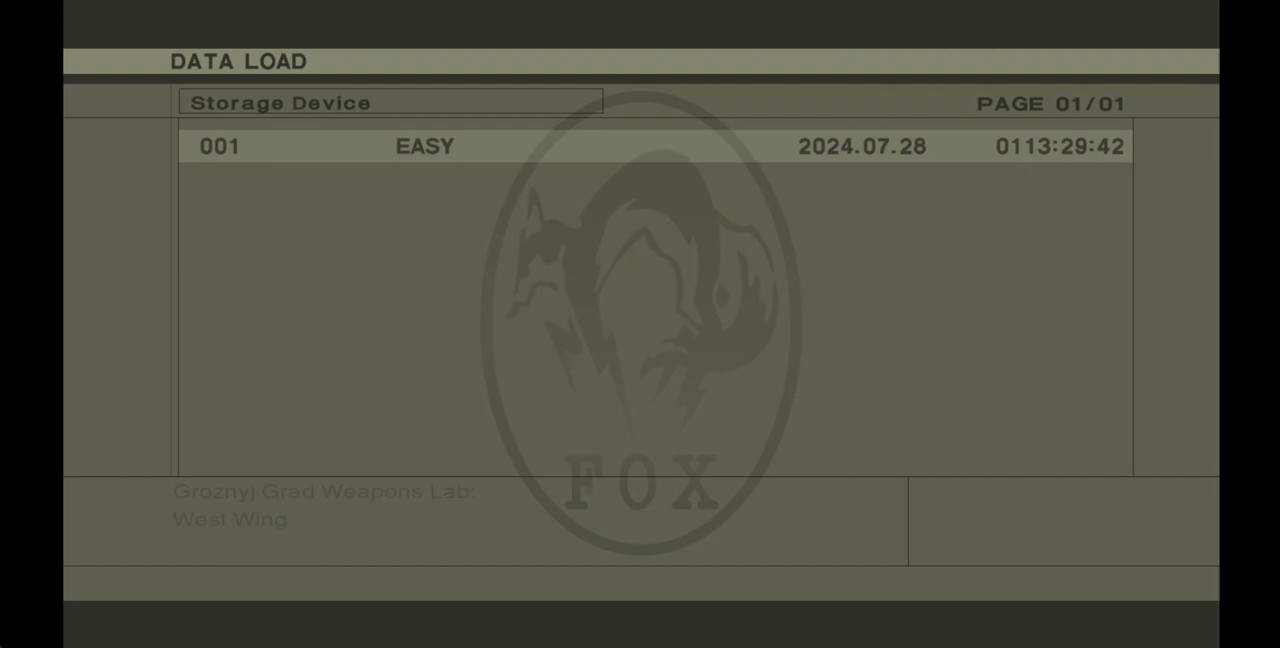 DATA LOAD
Storage Device PAGE 01/01
001 EASY 2024.07.28 0113:29:42
FOX
Groznyj Grad Weapons Lab:
West Wing